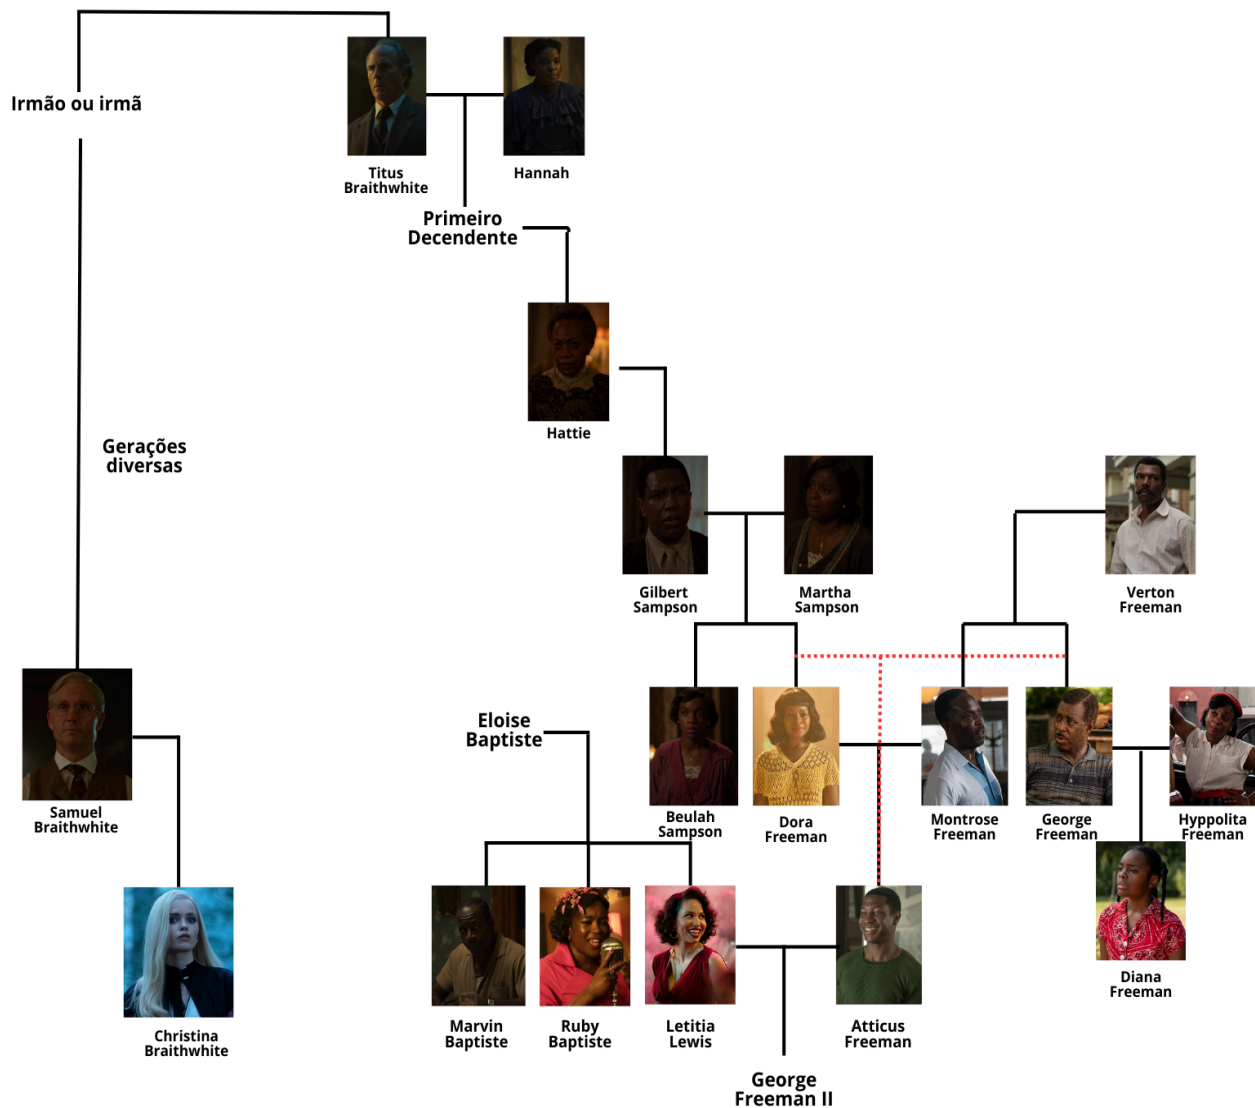 Irmão ou irmã
Titus
Braithwhite
Hannah
Primeiro
Decendente
Hattie
Gerações
diversas
Gilbert
Sampson
Martha
Sampson
Verton
Freeman
Eloise
Baptiste
Samuel
Braithwhite
Beulah
Sampson
Dora
Freeman
Montrose
Freeman
George
Freeman
Hyppolita
Freeman
Diana
Freeman
Christina
Braithwhite
Marvin
Baptiste
Ruby
Baptiste
Letitia
Lewis
Atticus
Freeman
George
Freeman II